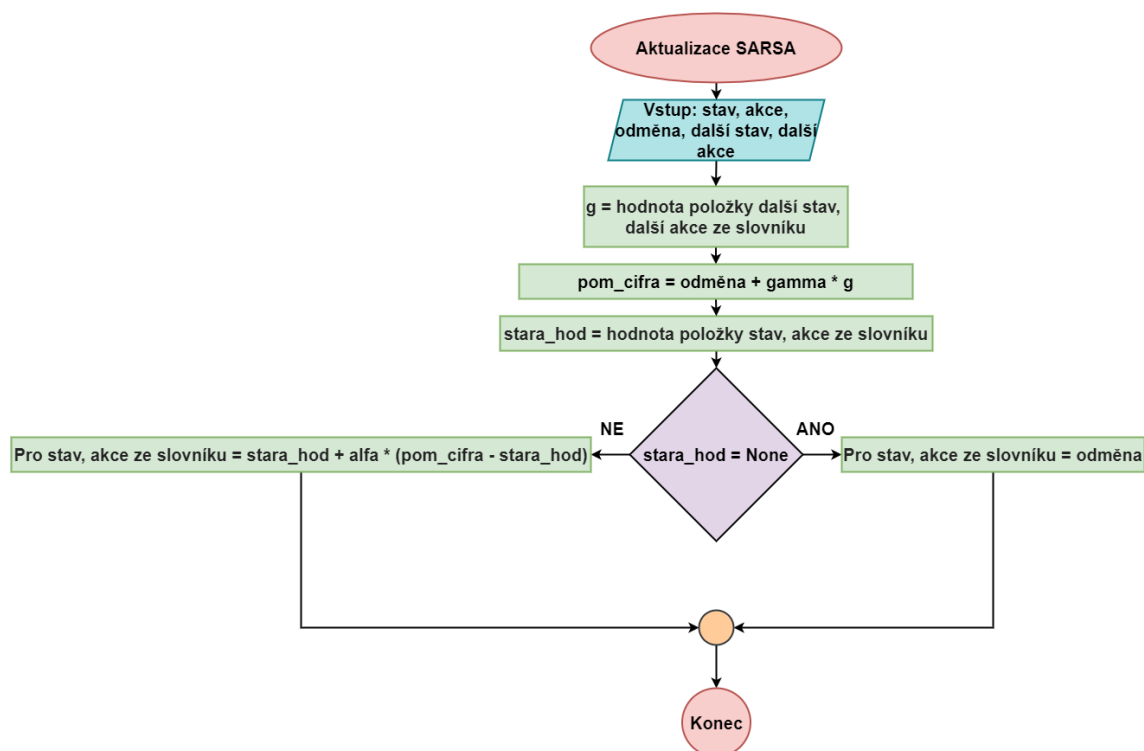 Aktualizace SARSA
Vstup: stav, akce,
odměna, další stav, další
akce
g = hodnota položky další stav,
další akce ze slovníku
pom_cifra = odměna + gamma * g
stara_hod = hodnota položky stav, akce ze slovníku
NE
ANO
Pro stav, akce ze slovníku = stara_hod + alfa * (pom_cifra - stara_hod)
stara_hod = None
Pro stav, akce ze slovníku = odměna
Konec